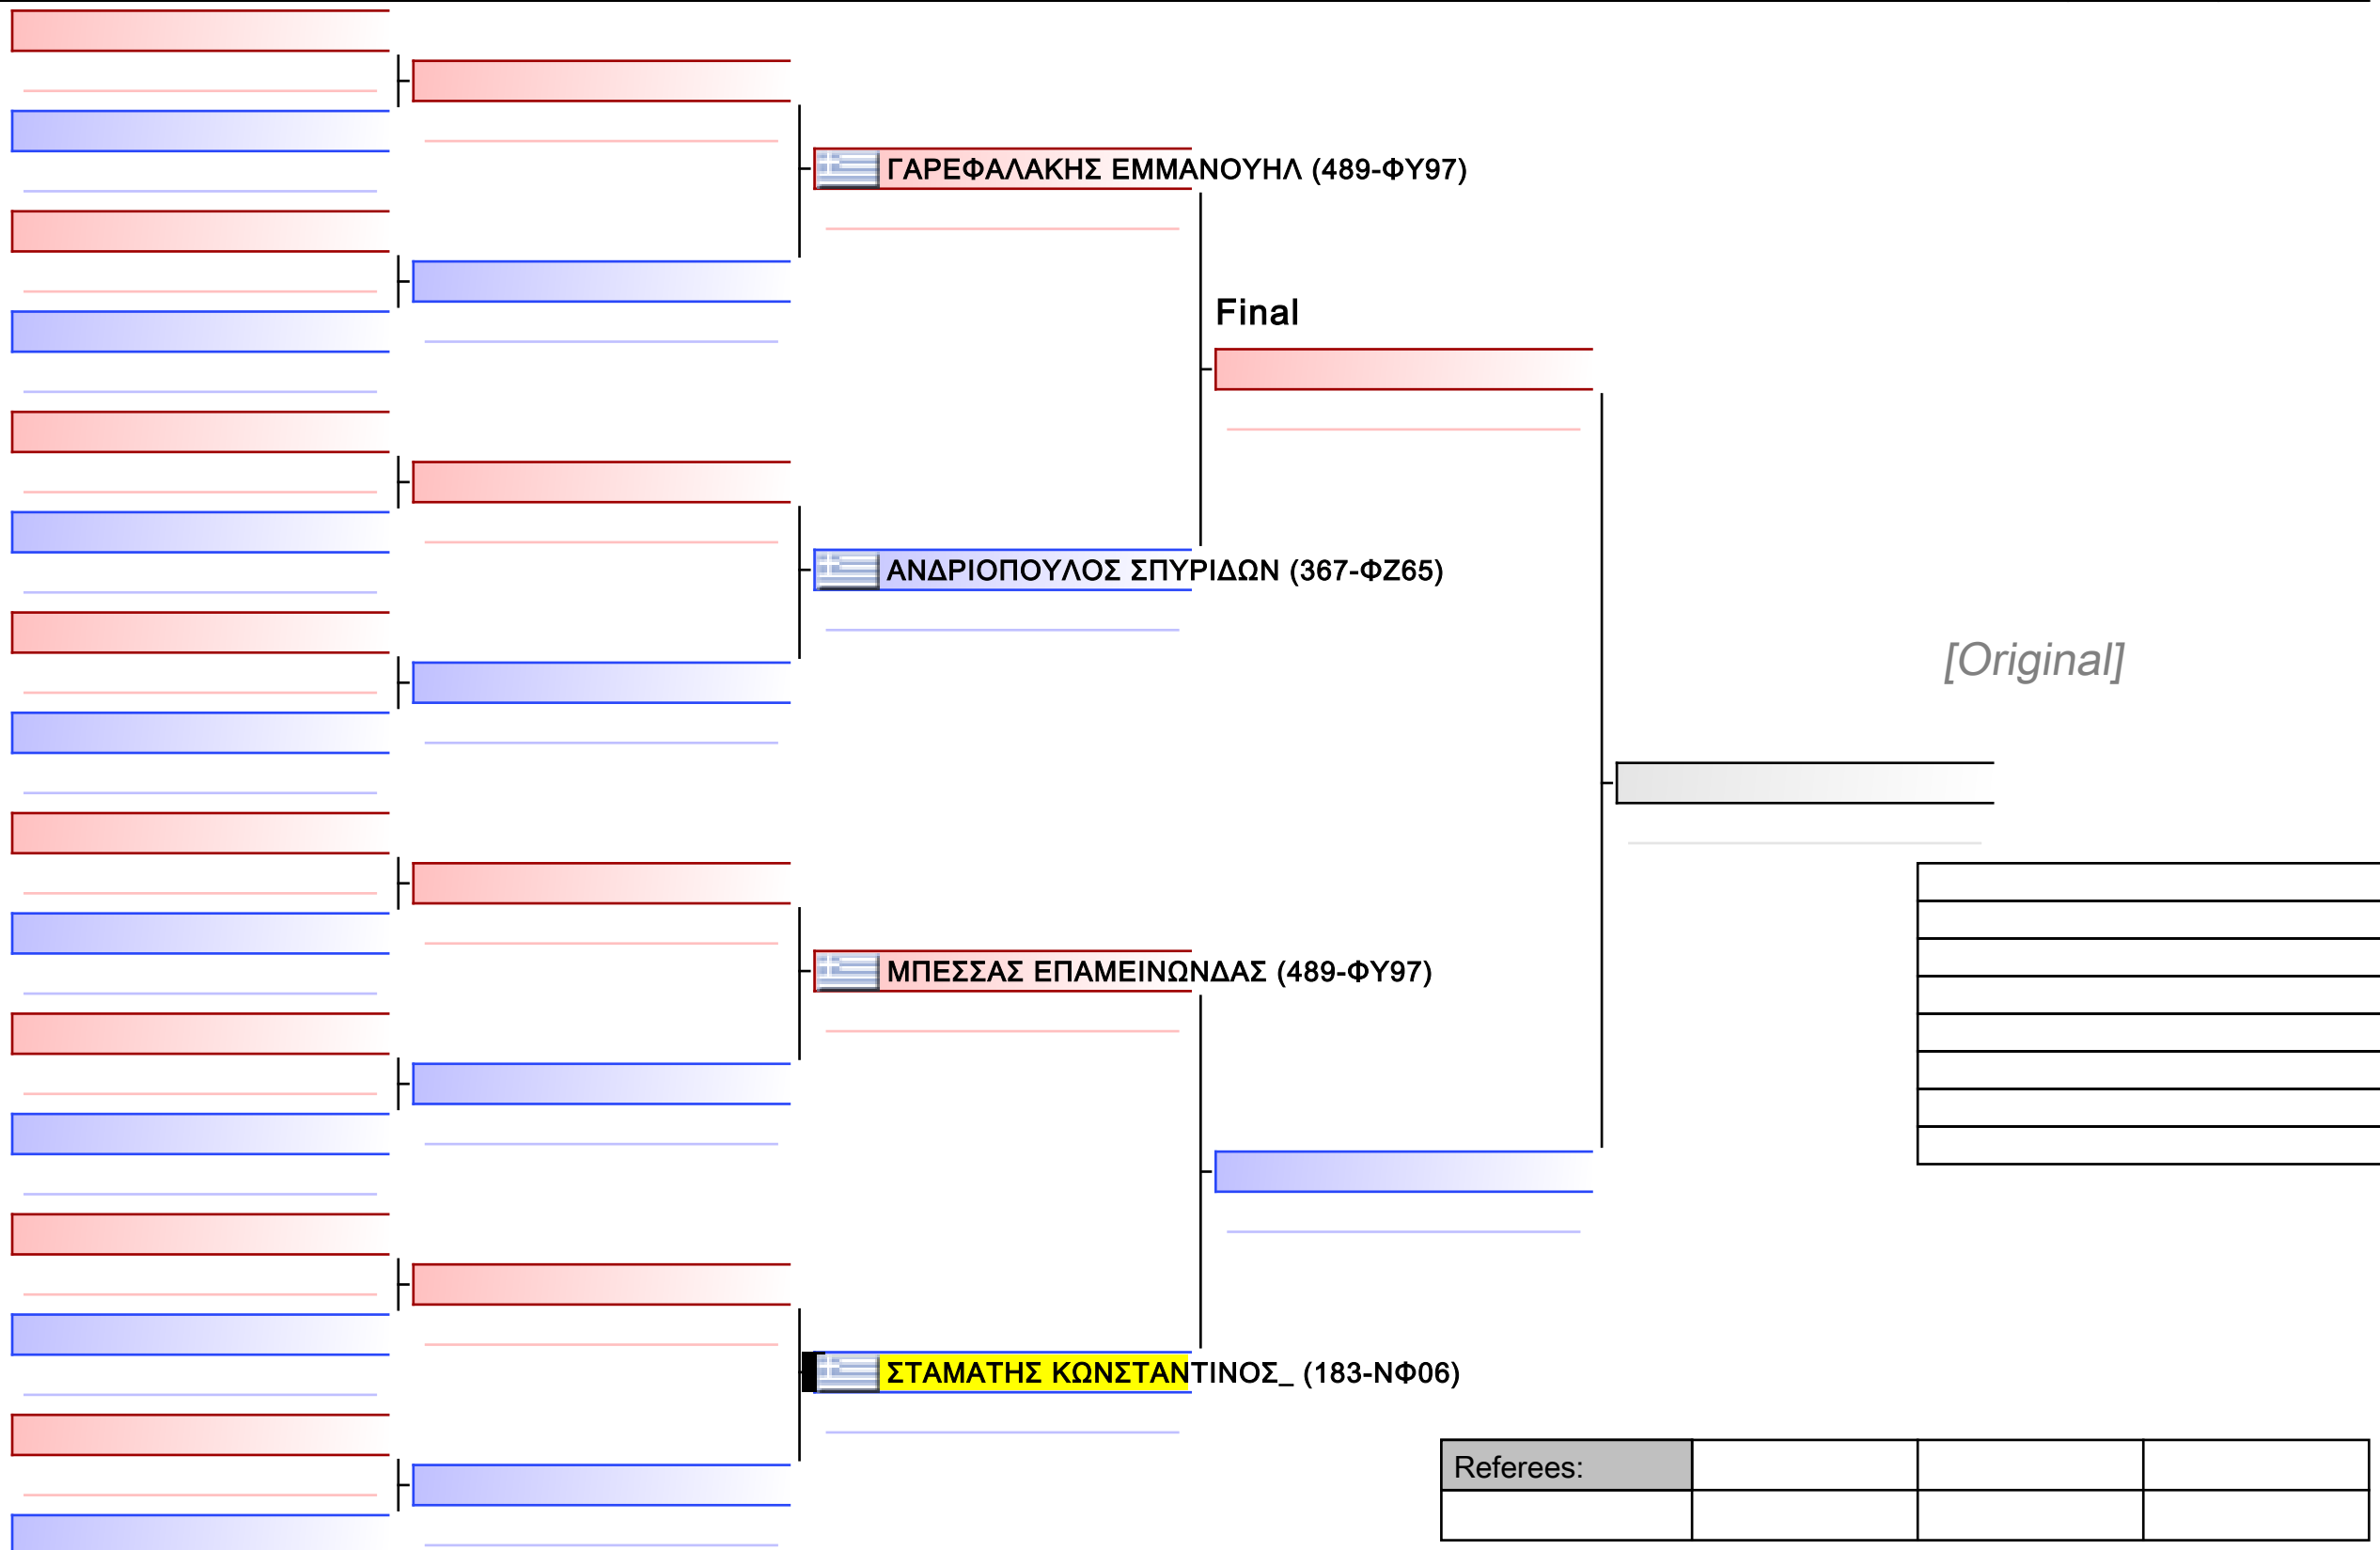 ΓΑΡΕΦΑΛΑΚΗΣ ΕΜΜΑΝΟΥΗΛ (489-ΦΥ97)
Final
ΑΝΔΡΙΟΠΟΥΛΟΣ ΣΠΥΡΙΔΩΝ (367-ΦΖ65)
[Original]
ΜΠΕΣΣΑΣ ΕΠΑΜΕΙΝΩΝΔΑΣ (489-ΦΥ97)
ΣΤΑΜΑΤΗΣ ΚΩΝΣΤΑΝΤΙΝΟΣ_ (183-ΝΦ06)
Referees: